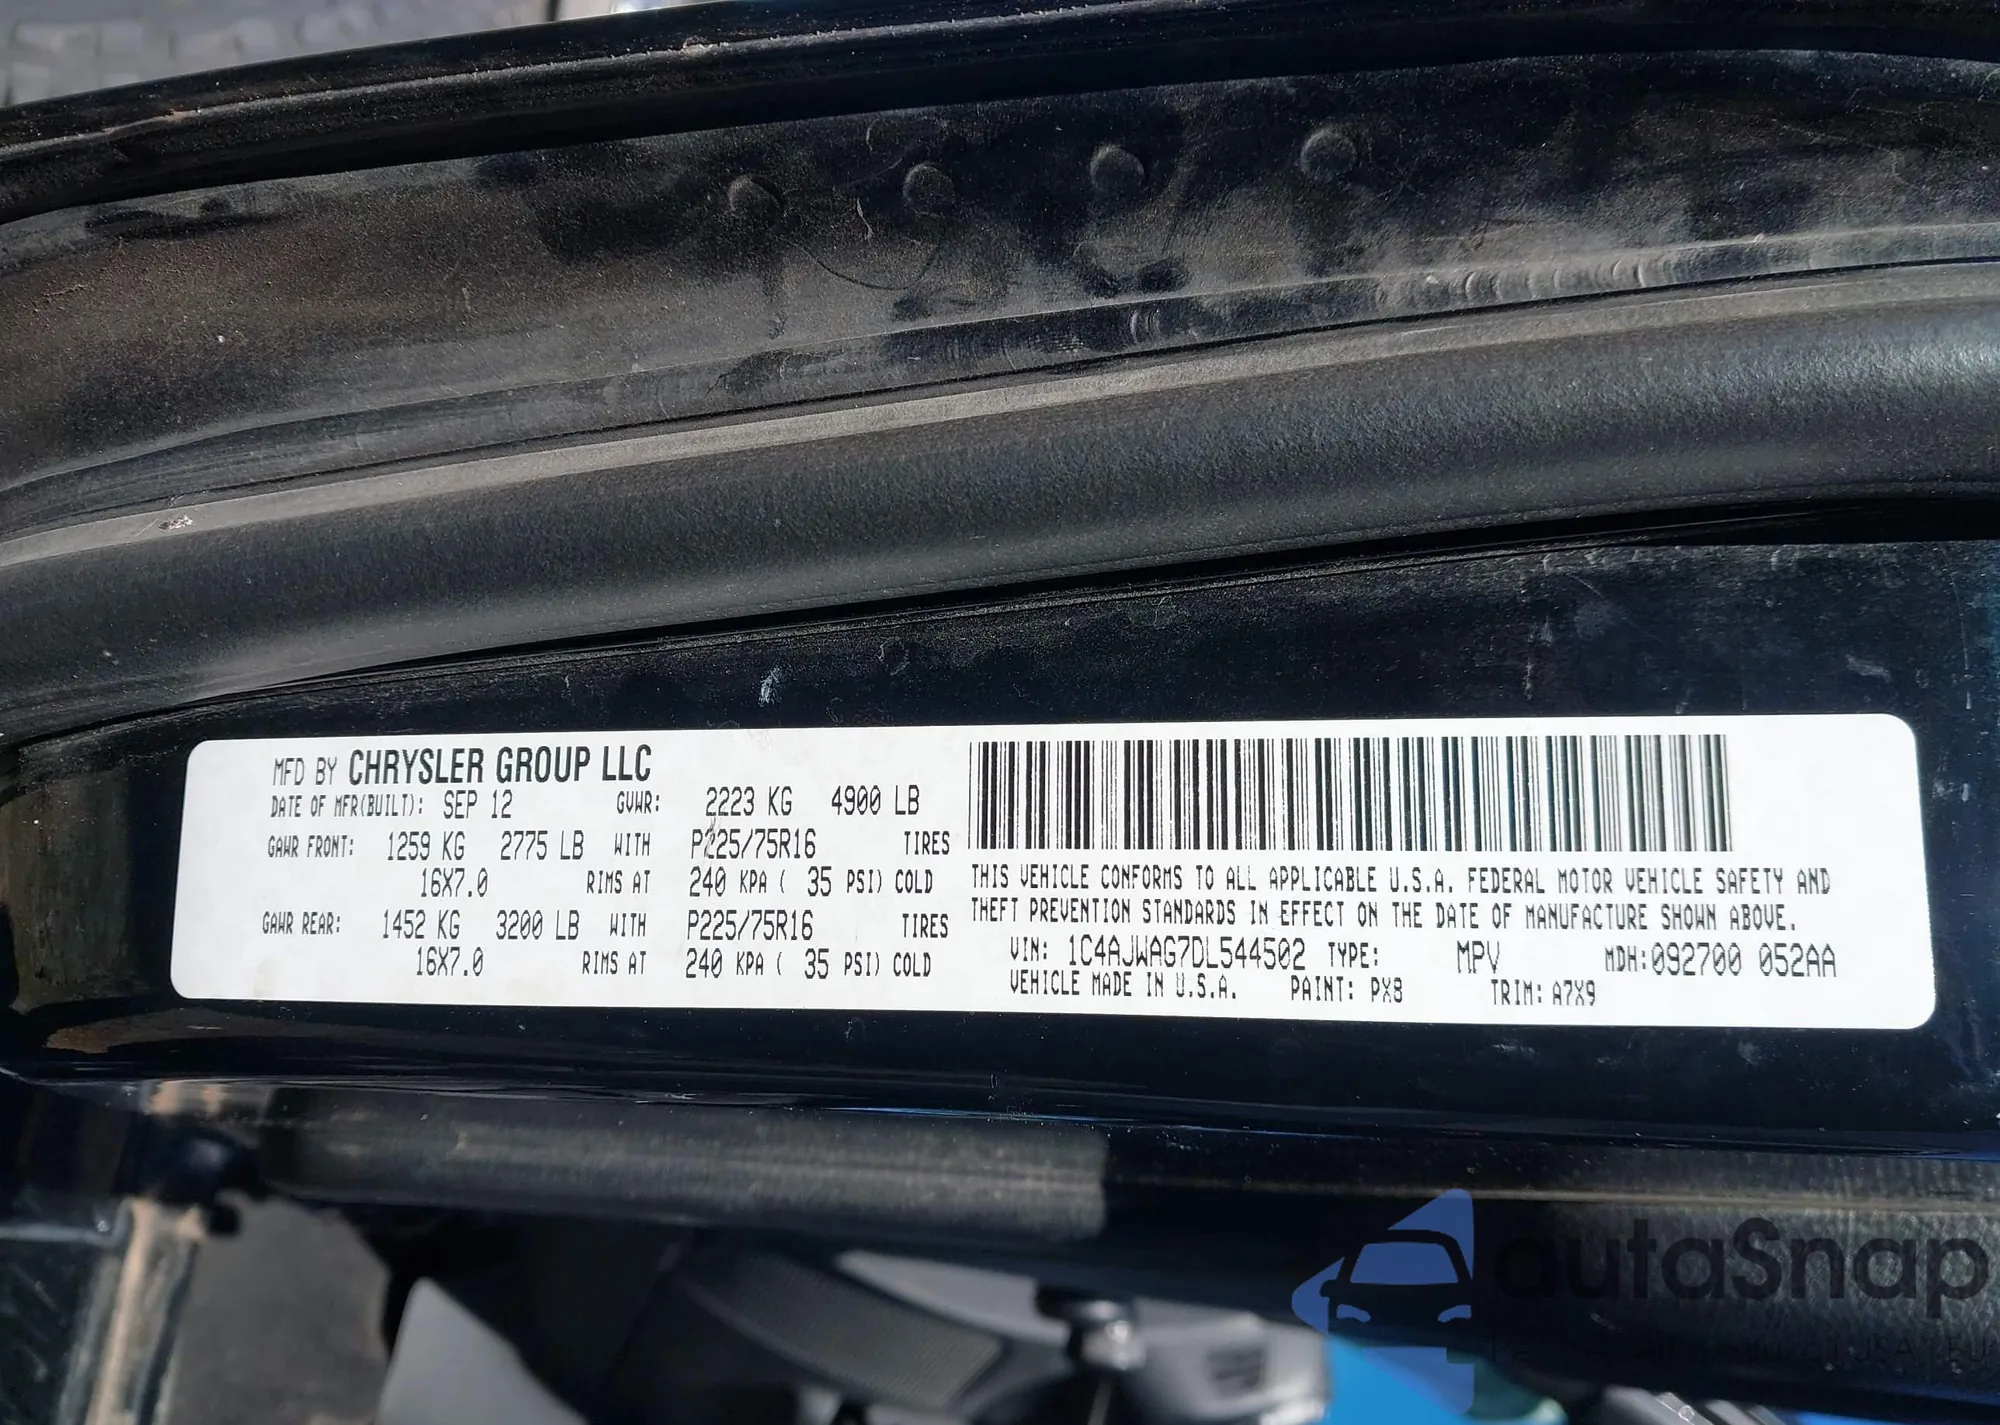 MFD BY CHRYSLER GROUP LLC
DATE OF MFR(BUILT): SEP 12 GVWR: 2223 KG 4900 LB
GAWR FRONT: 1259 KG 2775 LB WITH P225/75R16 TIRES
16X7.0 RIMS AT 240 KPA ( 35 PSI) COLD
GAWR REAR: 1452 KG 3200 LB WITH P225/75R16 TIRES
16X7.0 RIMS AT 240 KPA ( 35 PSI) COLD
THIS VEHICLE CONFORMS TO ALL APPLICABLE U.S.A. FEDERAL MOTOR VEHICLE SAFETY AND
THEFT PREVENTION STANDARDS IN EFFECT ON THE DATE OF MANUFACTURE SHOWN ABOVE.
VIN: 1C4AJWAG7DL544502 TYPE: MPV MDH:092700 052AA
VEHICLE MADE IN U.S.A. PAINT: PX8 TRIM: A7X9
autaSnap
USA